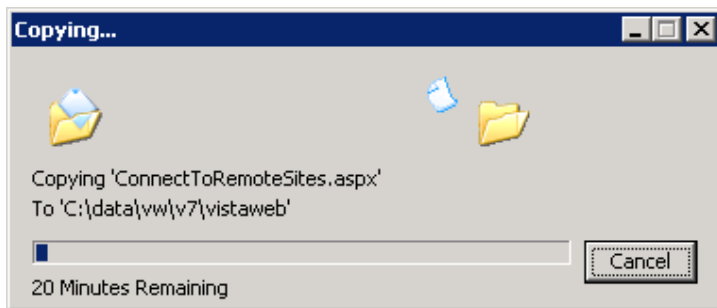 Copying...
Copying 'ConnectToRemoteSites.aspx'
To 'C:\data\vw\v7\vistaweb'
Cancel
20 Minutes Remaining